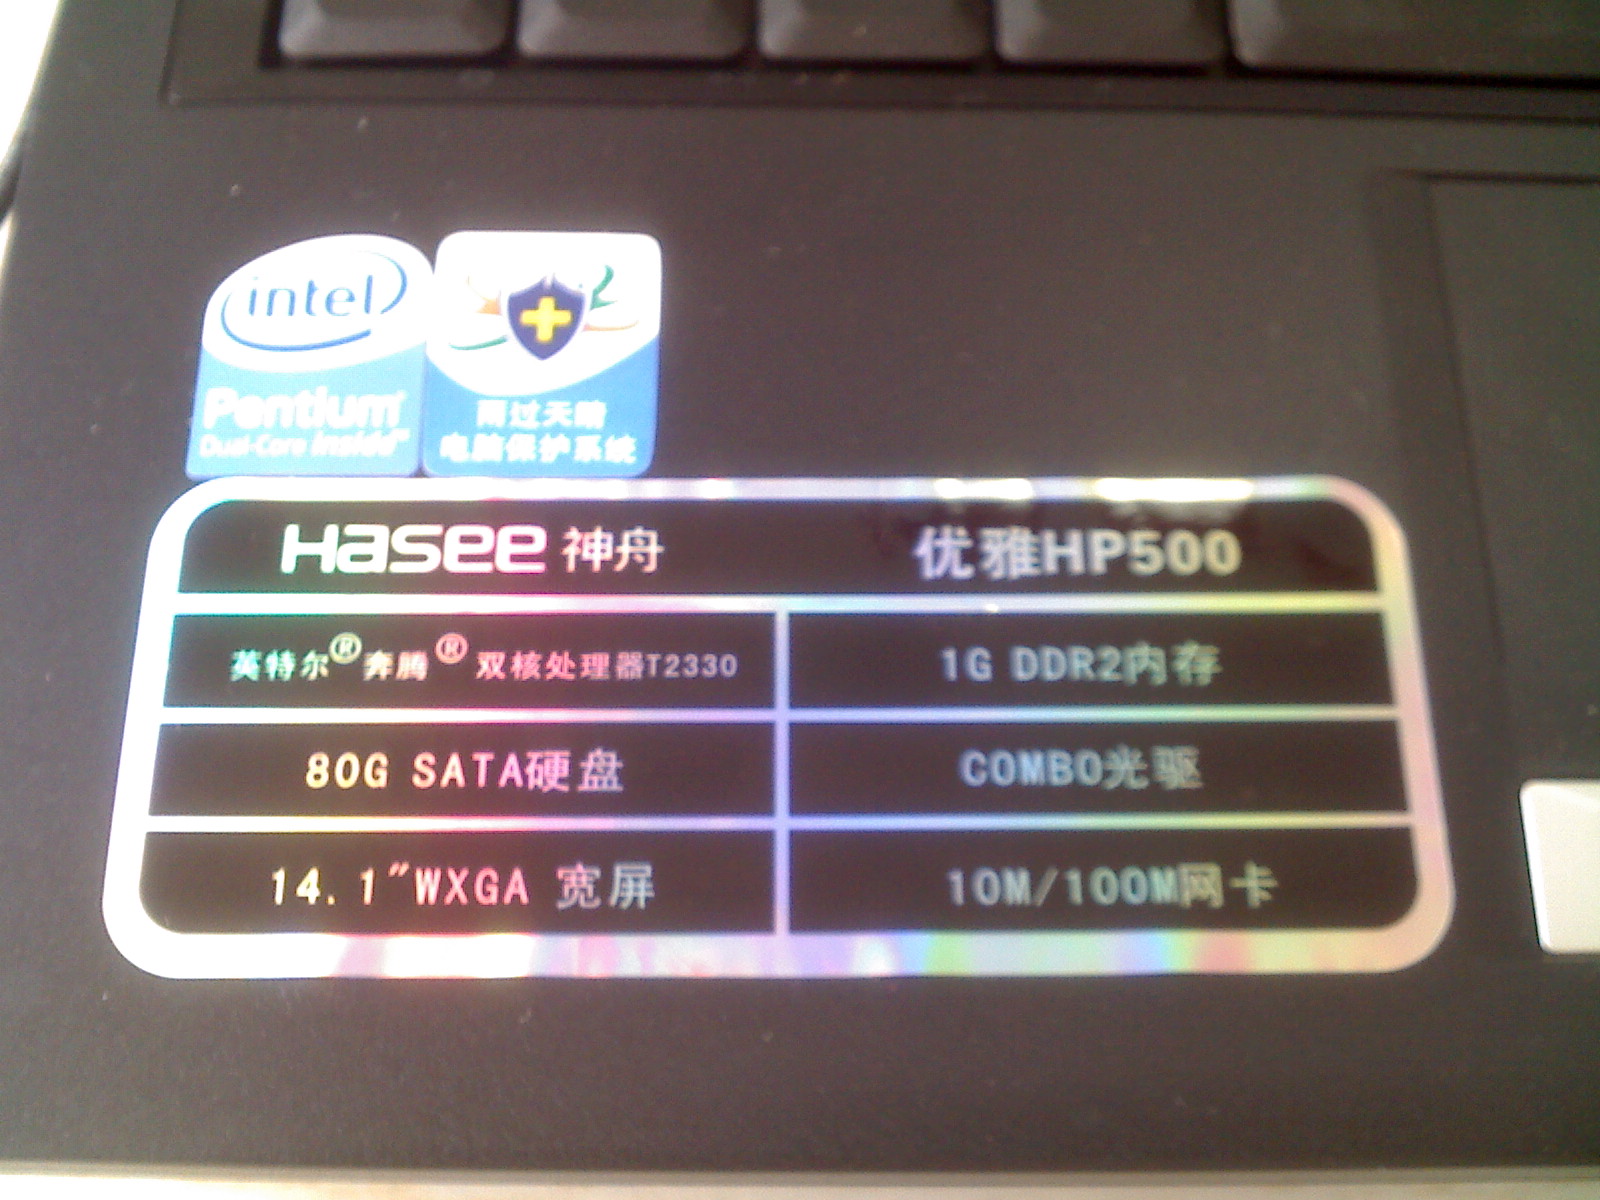 intel
Pentium
Dual-Core inside™
雨过天晴
电脑保护系统
Hasee 神舟
优雅HP500
英特尔®奔腾® 双核处理器T2330
1G DDR2内存
80G SATA硬盘
COMBO光驱
14.1"WXGA 宽屏
10M/100M网卡